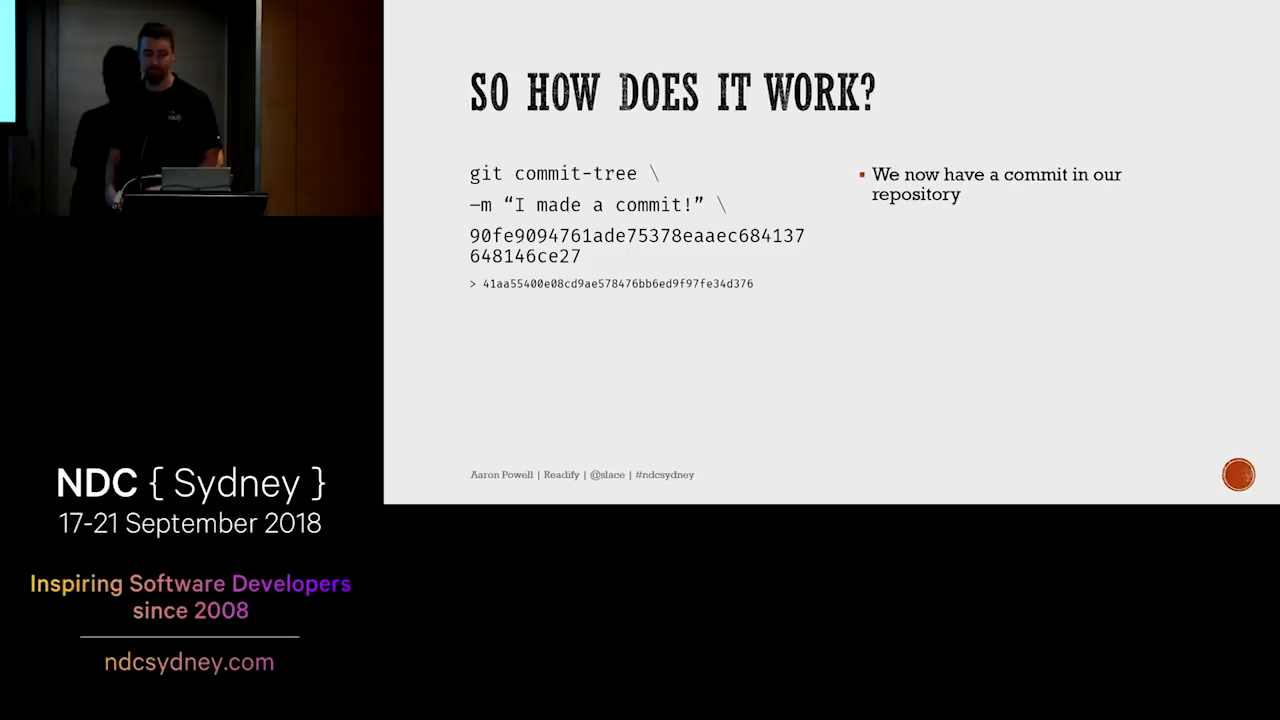 SO HOW DOES IT WORK?
git commit-tree \
—m “I made a commit!” \
90fe9094761ade75378eaaec684137
648146ce27
> 41aa55400e08cd9ae578476bb6ed9f97fe34d376
We now have a commit in our
repository
Aaron Powell | Readify | @slace | #ndcsydney
NDC { Sydney }
17-21 September 2018
Inspiring Software Developers
since 2008
ndcsydney.com